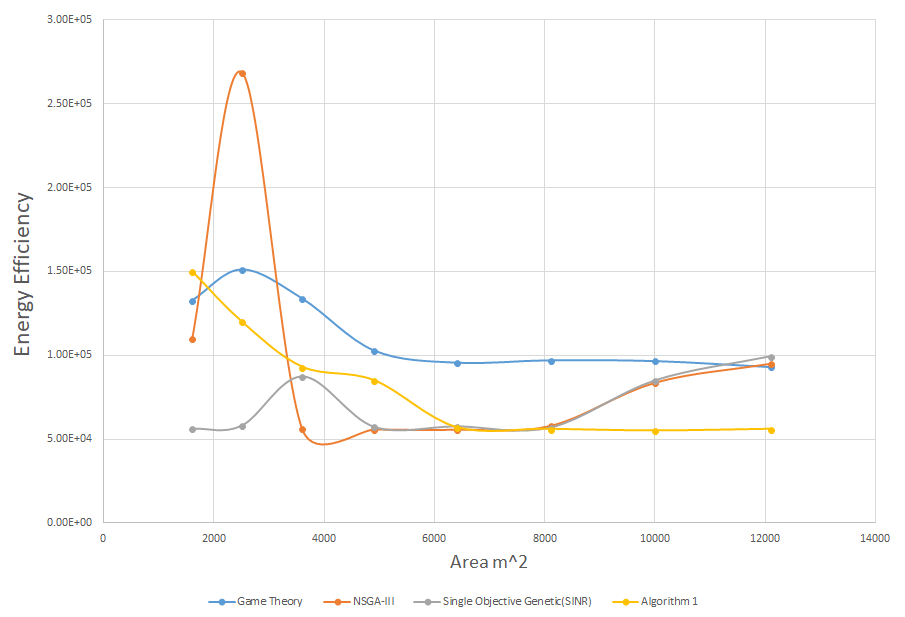 3.00E+05
2.50E+05
2.00E+05
1.50E+05
1.00E+05
5.00E+04
0.00E+00
Energy Efficiency
0 2000 4000 6000 8000 10000 12000 14000
Area m^2
Game Theory NSGA-III Single Objective Genetic(SINR) Algorithm 1